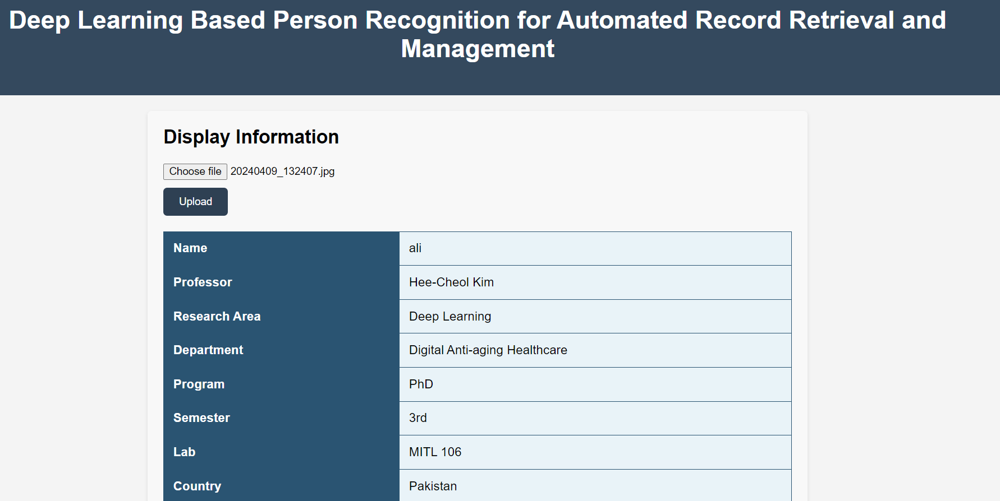 Deep Learning Based Person Recognition for Automated Record Retrieval and
Management
Display Information
Choose file 20240409_132407.jpg
Upload
Name ali
Professor Hee-Cheol Kim
Research Area Deep Learning
Department Digital Anti-aging Healthcare
Program PhD
Semester 3rd
Lab MITL 106
Country Pakistan